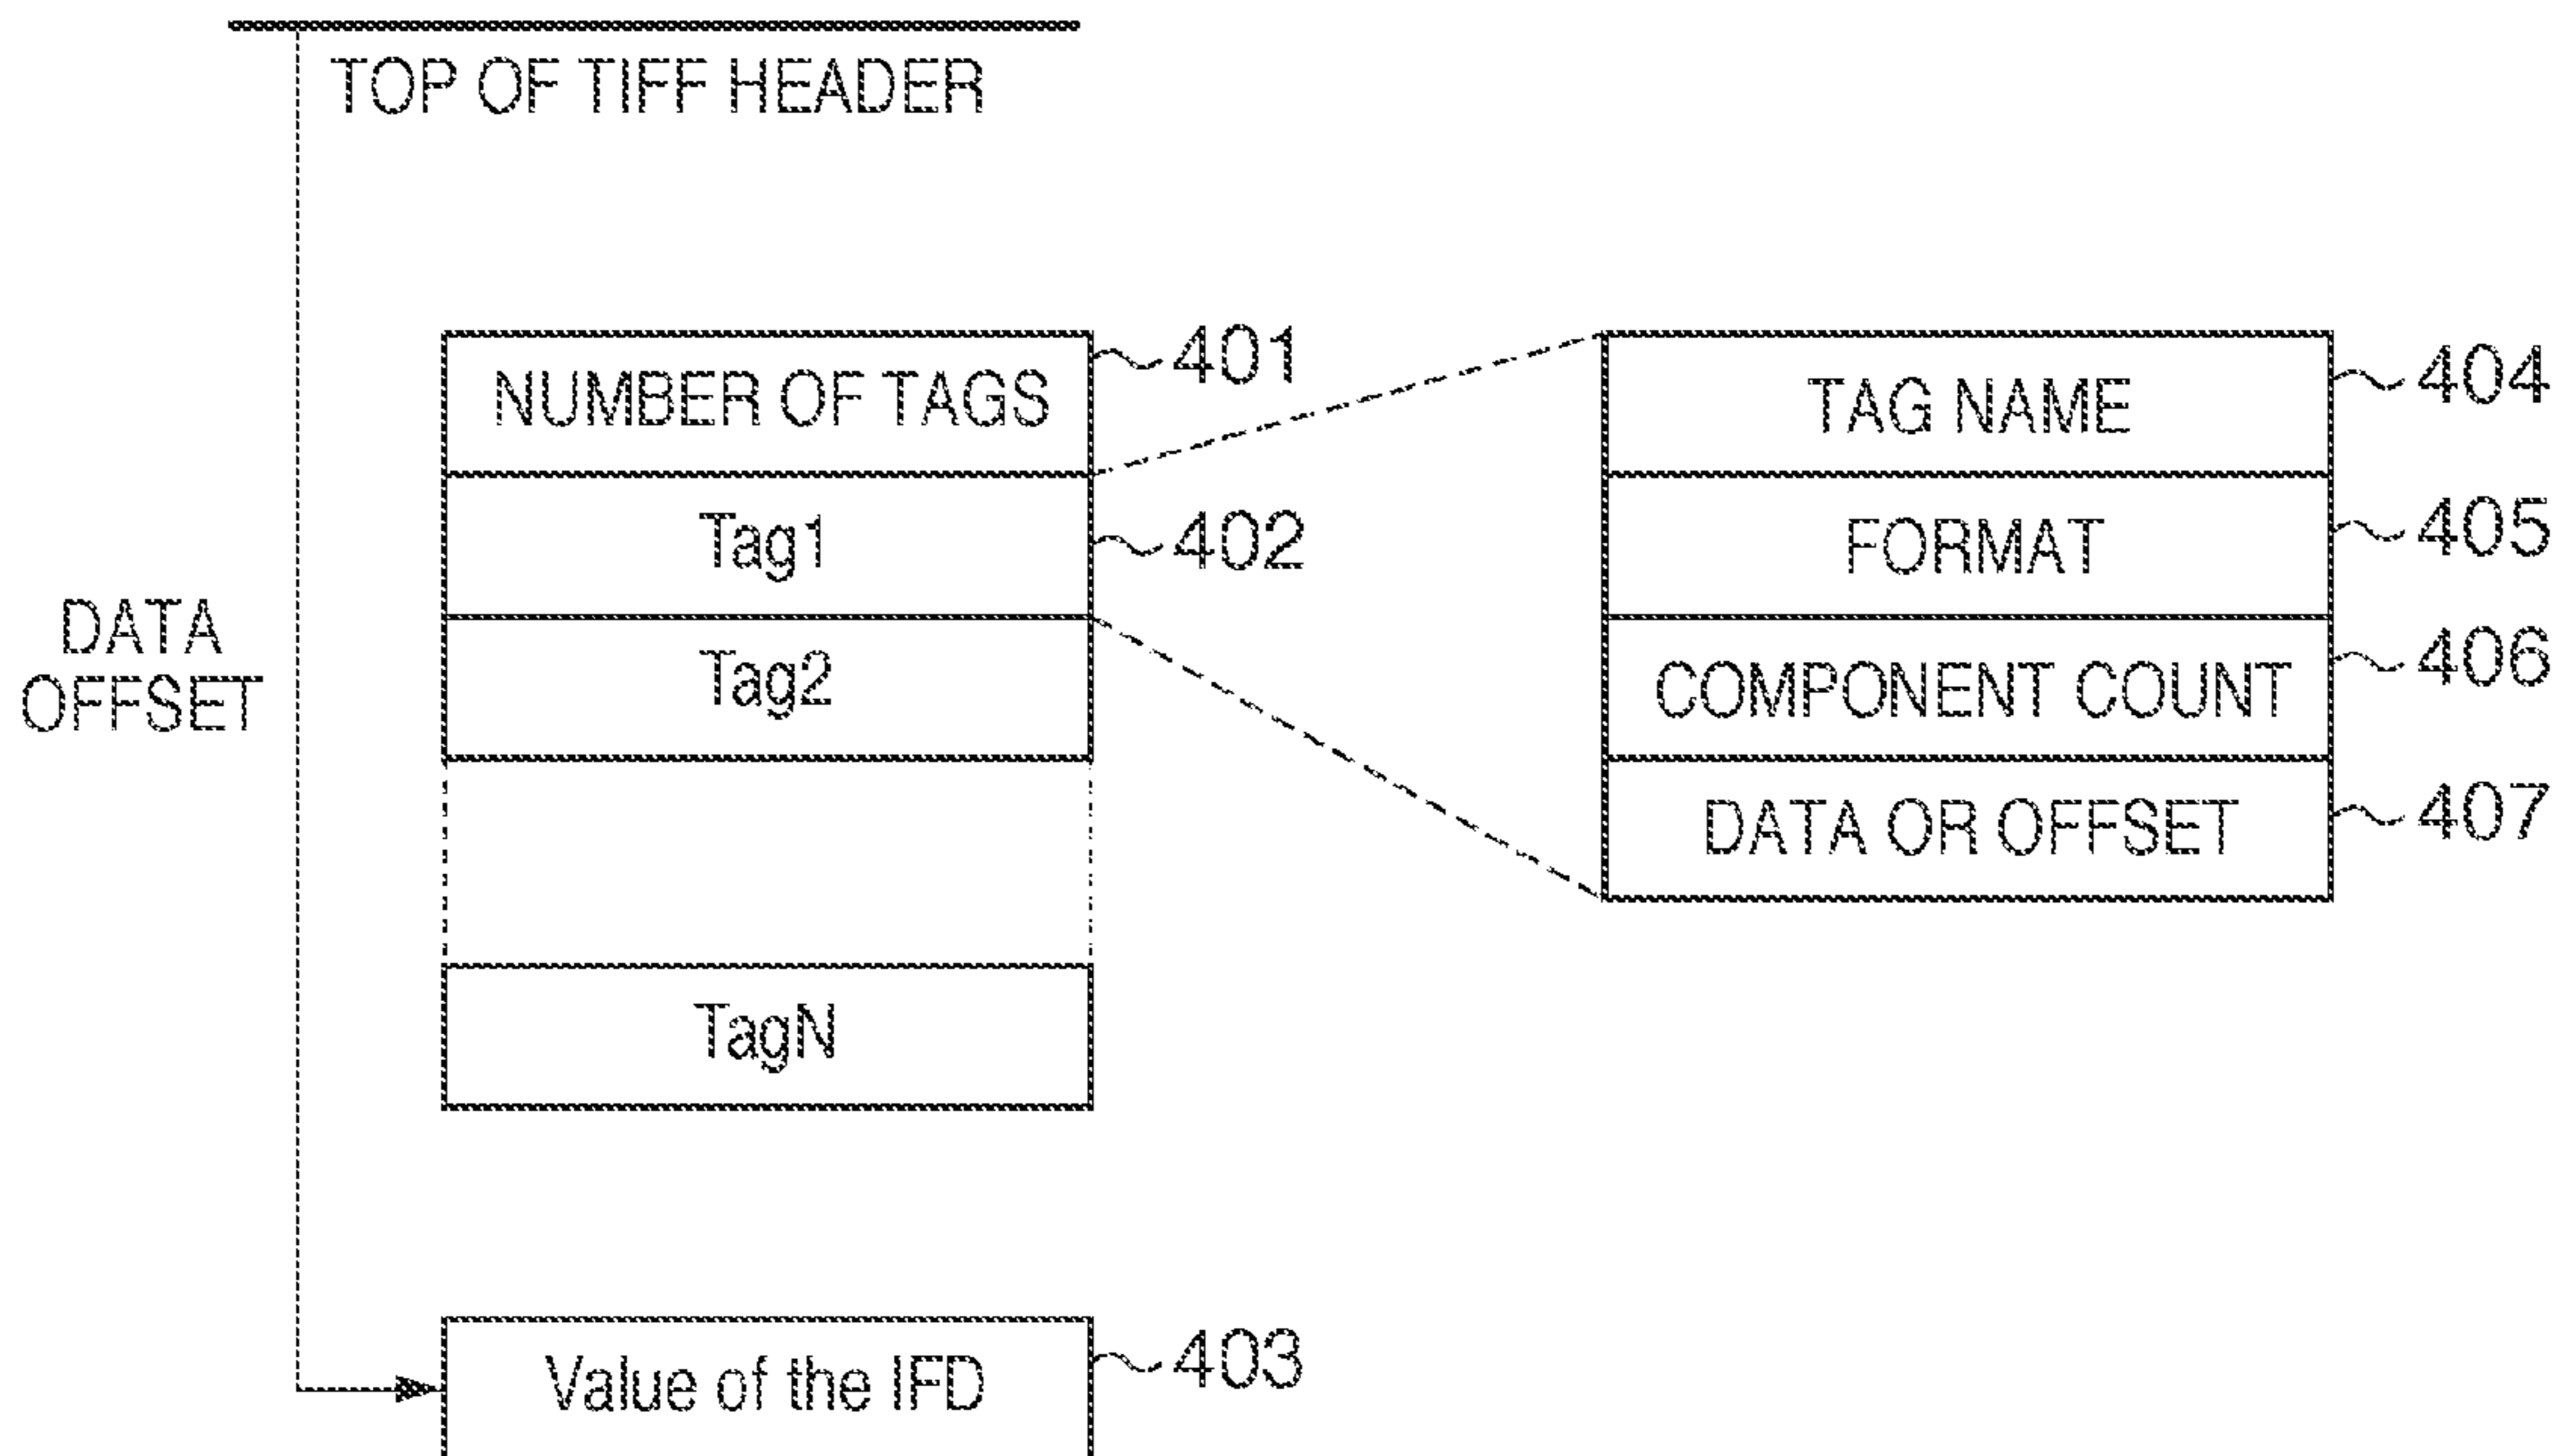 TOP OF TIFF HEADER
NUMBER OF TAGS
401
Tag1
402
Tag2
TagN
DATA
OFFSET
Value of the IFD
403
TAG NAME
404
FORMAT
405
COMPONENT COUNT
406
DATA OR OFFSET
407